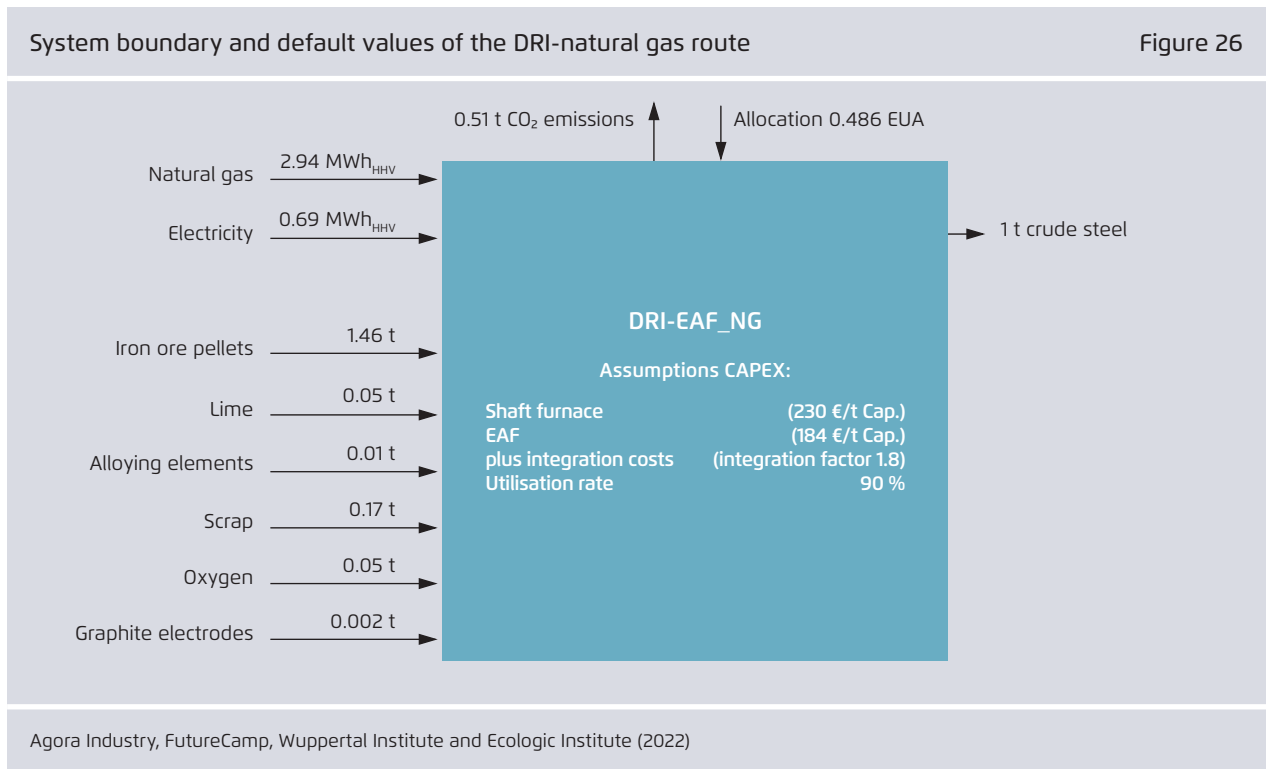 System boundary and default values of the DRI-natural gas route Figure 26
0.51 t CO₂ emissions
Allocation 0.486 EUA
Natural gas 2.94 MWh_HHV
Electricity 0.69 MWh_HHV
1 t crude steel
Iron ore pellets 1.46 t
Lime 0.05 t
Alloying elements 0.01 t
Scrap 0.17 t
Oxygen 0.05 t
Graphite electrodes 0.002 t
DRI-EAF_NG
Assumptions CAPEX:
Shaft furnace (230 €/t Cap.)
EAF (184 €/t Cap.)
plus integration costs (integration factor 1.8)
Utilisation rate 90 %
Agora Industry, FutureCamp, Wuppertal Institute and Ecologic Institute (2022)